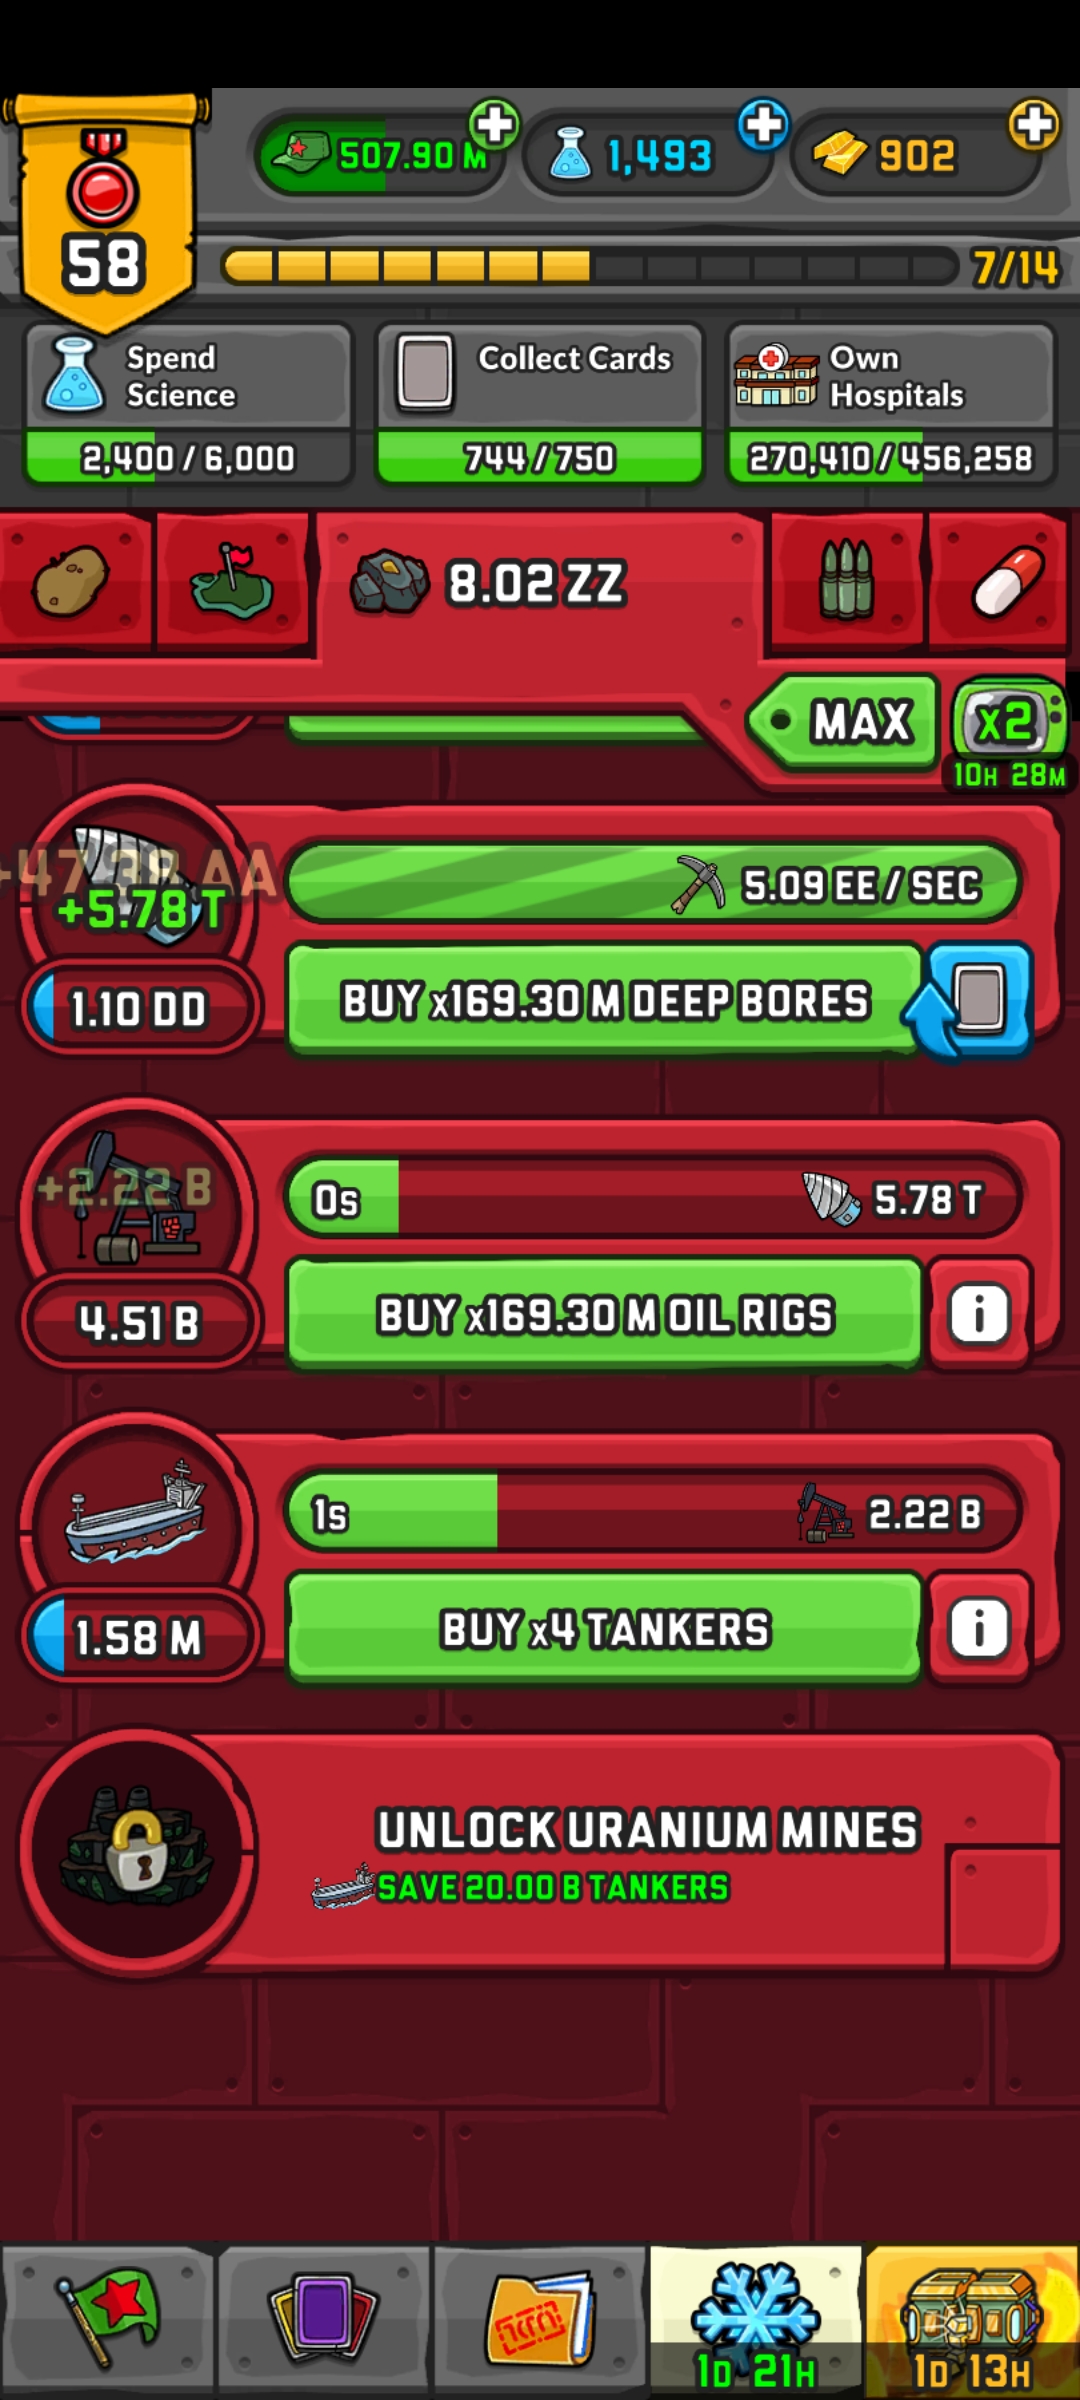 507.90 M
1,493
902
58
7/14
Spend
Science
2,400 / 6,000
Collect Cards
744 / 750
Own
Hospitals
270,410 / 456,258
8.02 ZZ
MAX
x2
10H 28M
+47.38 AA
+5.78 T
5.09 EE / SEC
1.10 DD
BUY x169.30 M DEEP BORES
+2.22 B
0s
5.78 T
4.51 B
BUY x169.30 M OIL RIGS
i
1s
2.22 B
1.58 M
BUY x4 TANKERS
i
UNLOCK URANIUM MINES
SAVE 20.00 B TANKERS
1D 21H
1D 13H